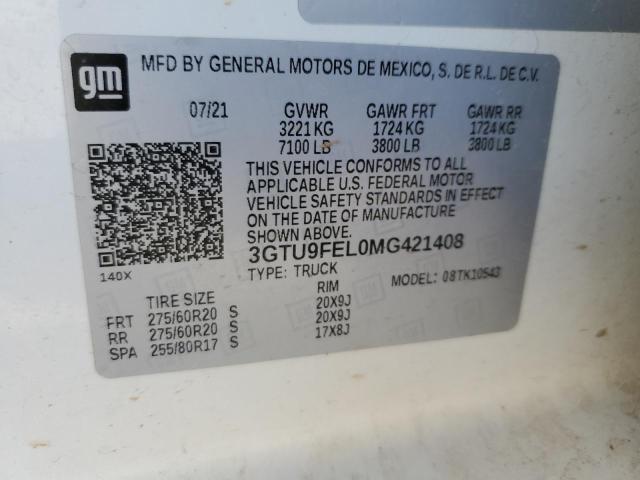 gm
MFD BY GENERAL MOTORS DE MEXICO, S. DE R.L. DE C.V.
07/21 GVWR GAWR FRT GAWR RR
3221 KG 1724 KG 1724 KG
7100 LB 3800 LB 3800 LB
THIS VEHICLE CONFORMS TO ALL
APPLICABLE U.S. FEDERAL MOTOR
VEHICLE SAFETY STANDARDS IN EFFECT
ON THE DATE OF MANUFACTURE
SHOWN ABOVE
3GTU9FEL0MG421408
140X TYPE: TRUCK MODEL: 08TK10543
TIRE SIZE RIM
FRT 275/60R20 S 20X9J
RR 275/60R20 S 20X9J
SPA 255/80R17 S 17X8J